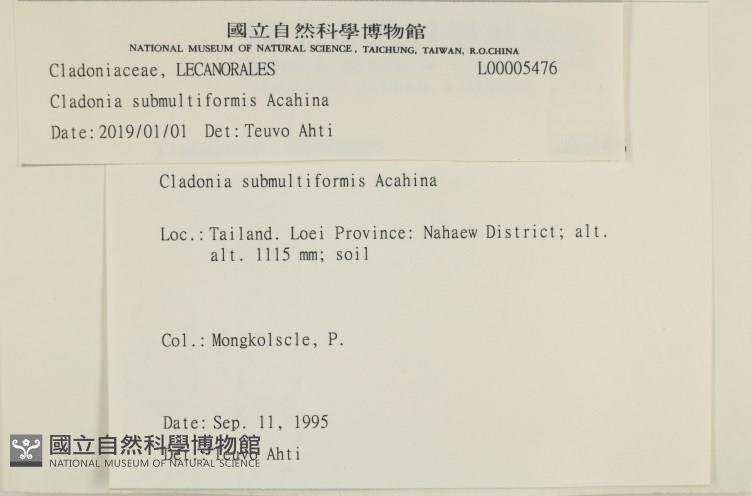 國立自然科學博物館
NATIONAL MUSEUM OF NATURAL SCIENCE, TAICHUNG, TAIWAN, R.O.CHINA
Cladoniaceae, LECANORALES L00005476
Cladonia submultiformis Acahina
Date: 2019/01/01 Det: Teuvo Ahti
Cladonia submultiformis Acahina
Loc.: Tailand. Loei Province: Nahaew District; alt.
alt. 1115 mm; soil
Col.: Mongkolscle, P.
Date: Sep. 11, 1995
Det.: Teuvo Ahti
國立自然科學博物館
NATIONAL MUSEUM OF NATURAL SCIENCE